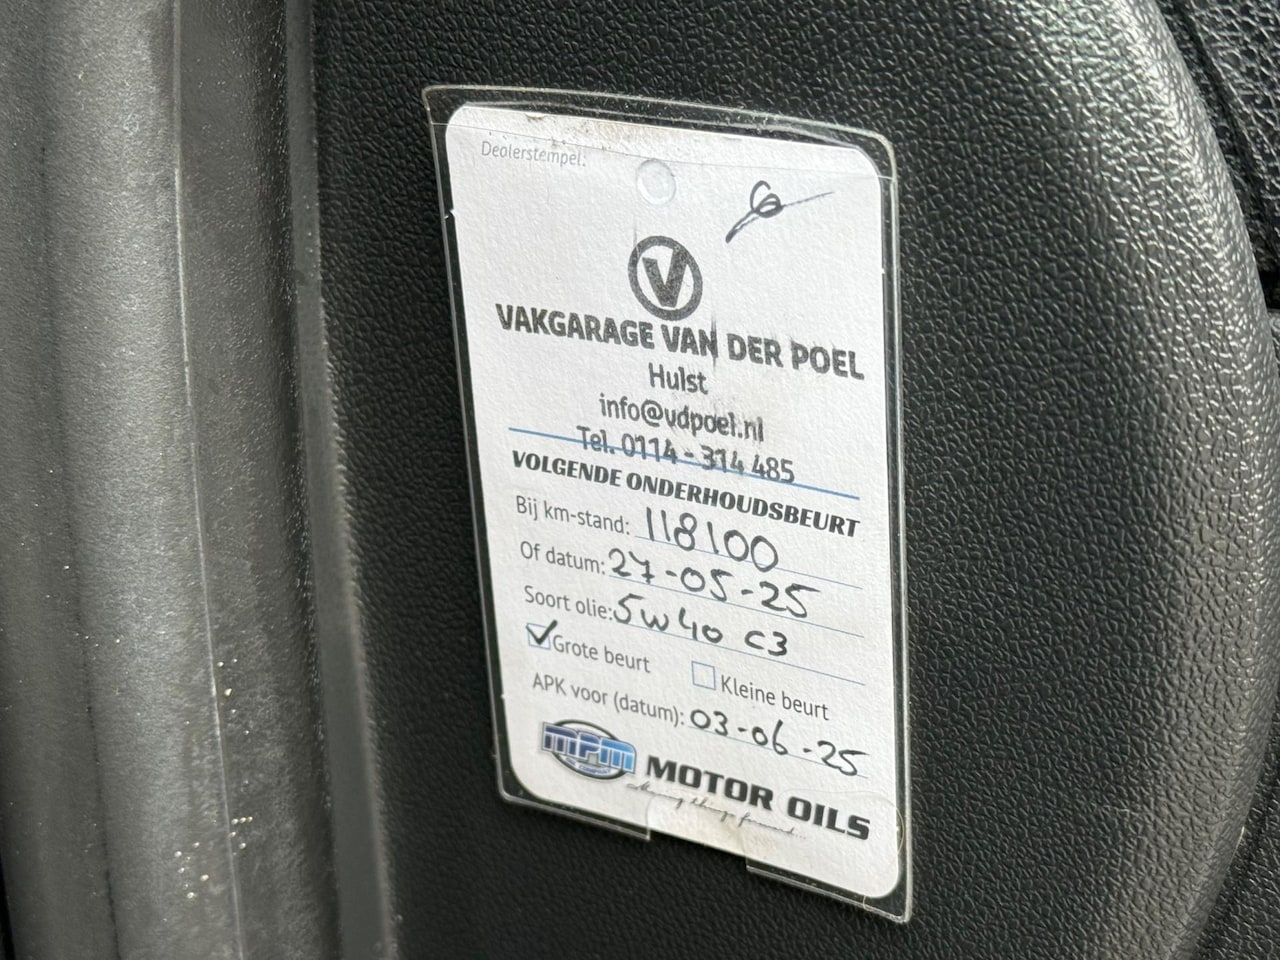 Dealerstempel:
V
VAKGARAGE VAN DER POEL
Hulst
info@vdpoel.nl
Tel. 0114 - 314 485
VOLGENDE ONDERHOUDSBEURT
Bij km-stand: 118100
Of datum: 27-05-25
Soort olie: 5W40 C3
Grote beurt Kleine beurt
APK voor (datum): 03-06-25
MPM MOTOR OILS